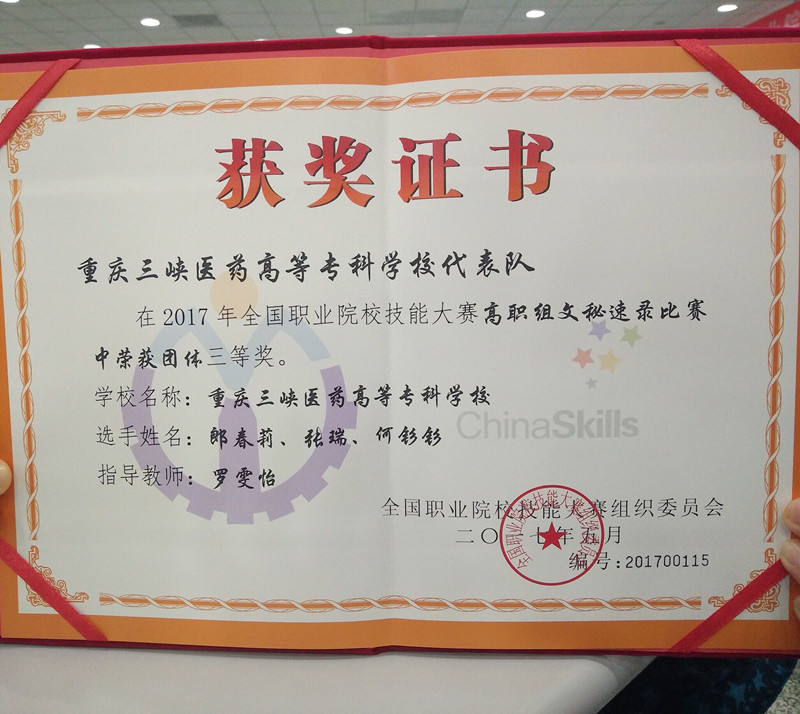 获奖证书
重庆三峡医药高等专科学校代表队
在2017年全国职业院校技能大赛高职组文秘速录比赛
中荣获团体三等奖。
学校名称：重庆三峡医药高等专科学校
ChinaSkills
选手姓名：郎春莉、张瑞、何钐钐
指导教师：罗雯怡
全国职业院校技能大赛组织委员会
二〇一七年五月
编号:201700115